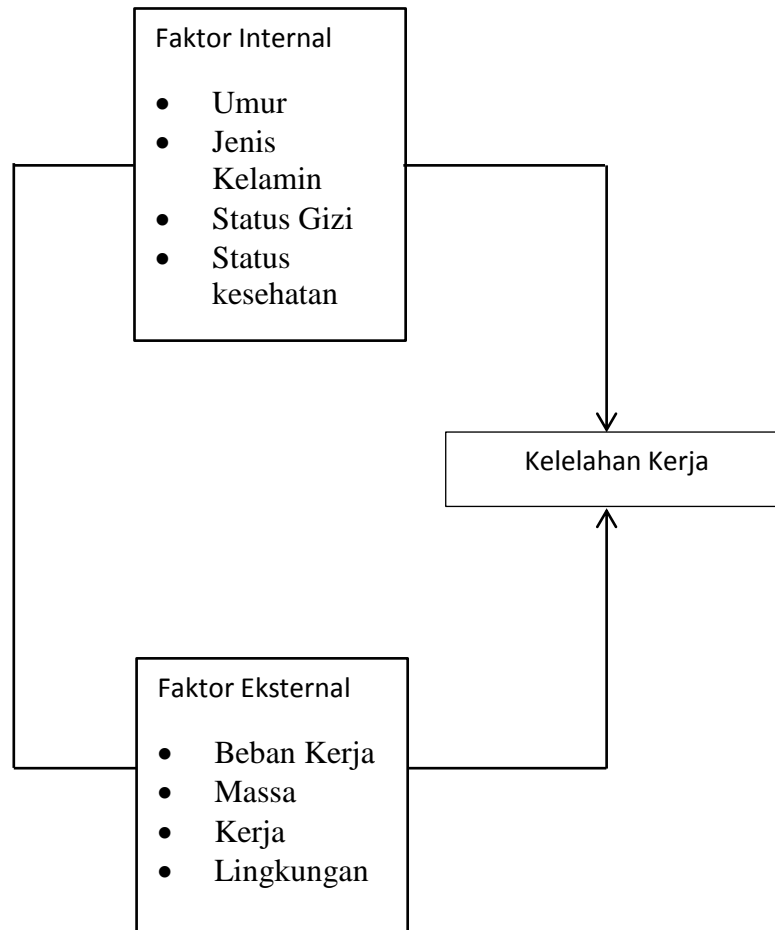 Faktor Internal
• Umur
• Jenis
Kelamin
• Status Gizi
• Status
kesehatan
Kelelahan Kerja
Faktor Eksternal
• Beban Kerja
• Massa
• Kerja
• Lingkungan